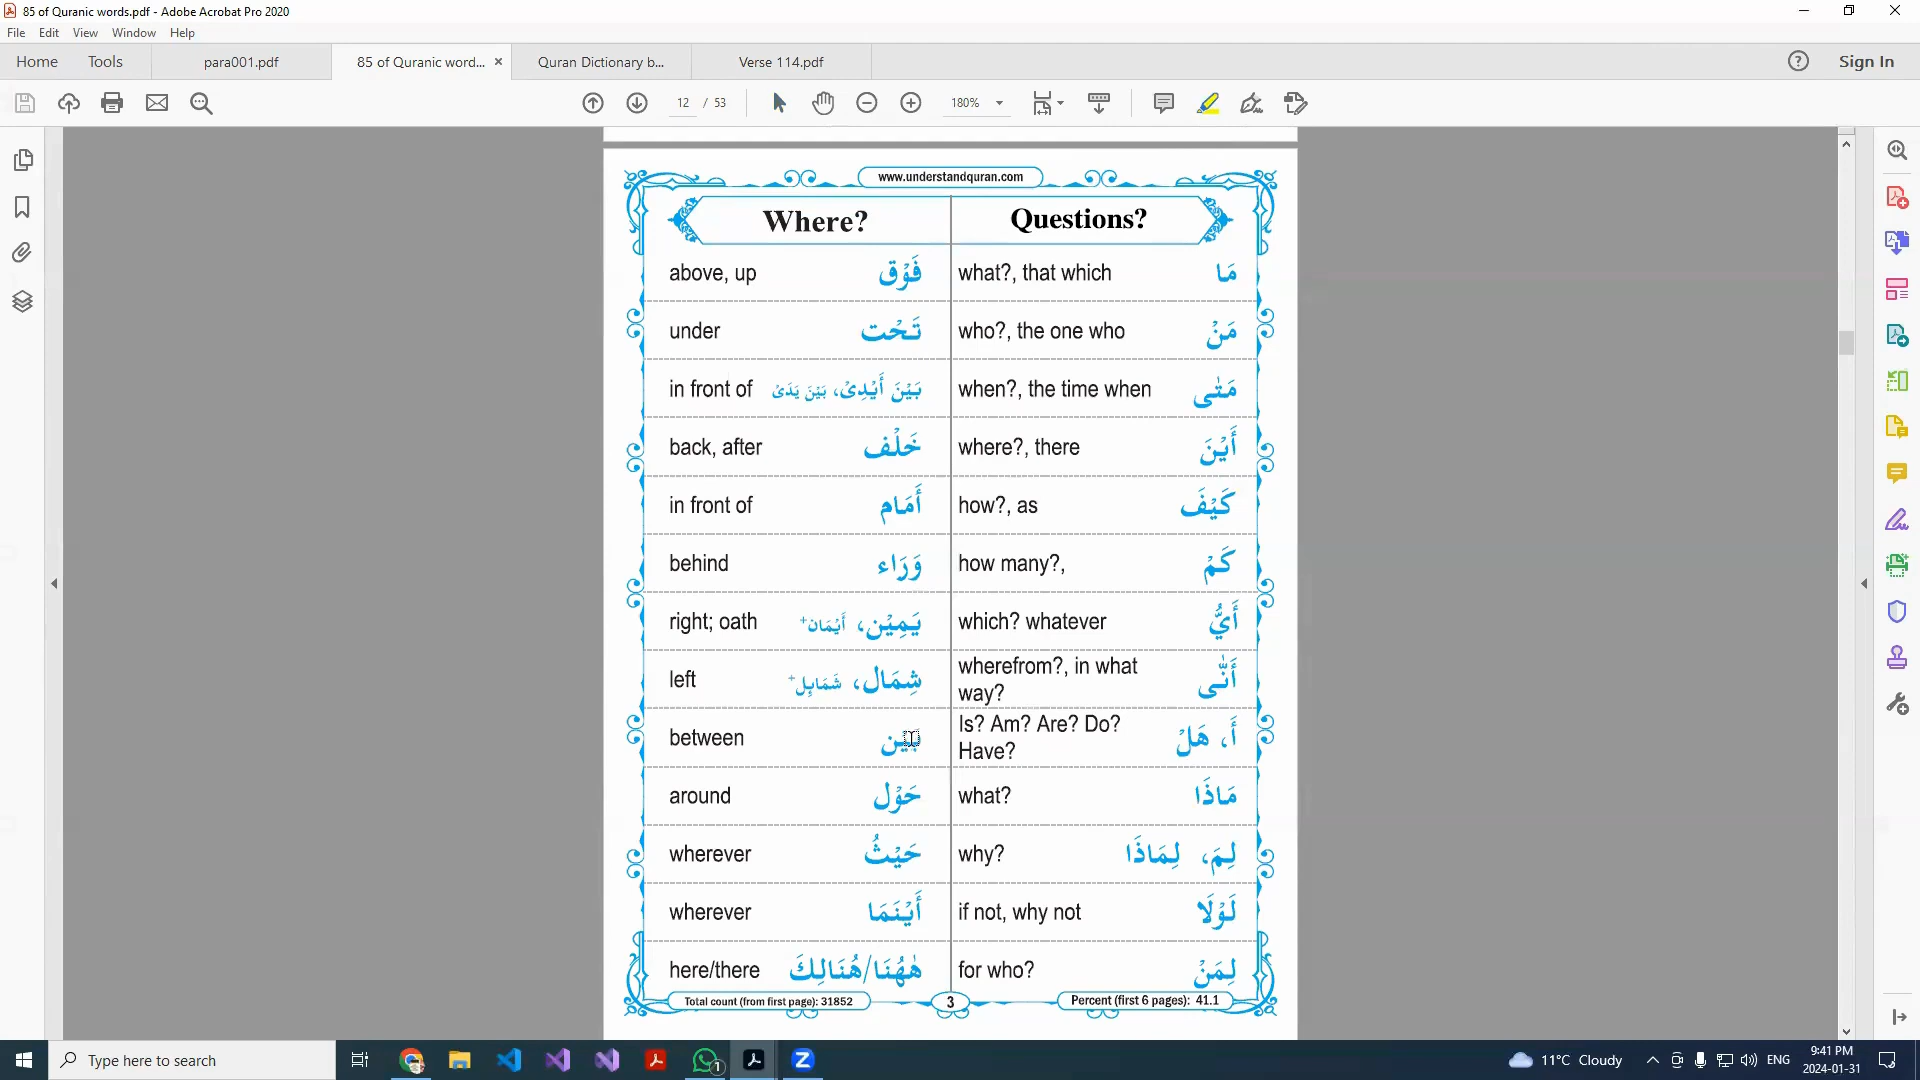 85 of Quranic words.pdf - Adobe Acrobat Pro 2020
File Edit View Window Help
Home Tools para001.pdf 85 of Quranic word... × Quran Dictionary b... Verse 114.pdf Sign In
12 / 53 180%
www.understandquran.com
Where? Questions?
above, up فَوْق what?, that which مَا
under تَحْت who?, the one who مَنْ
in front of بَيْنَ أَيْدِىْ، بَيْنَ يَدَىْ when?, the time when مَتٰى
back, after خَلْف where?, there أَيْنَ
in front of أَمَام how?, as كَيْفَ
behind وَرَاء how many?, كَمْ
right; oath يَمِيْن، أَيْمَان+ which? whatever أَيُّ
left شِمَال، شَمَايِٕل+ wherefrom?, in what way? أَنّٰى
between بَيْن Is? Am? Are? Do? Have? أَ، هَلْ
around حَوْل what? مَاذَا
wherever حَيْثُ why? لِمَ، لِمَاذَا
wherever أَيْنَمَا if not, why not لَوْلَا
here/there هٰهُنَا/هُنَالِكَ for who? لِمَنْ
Total count (from first page): 31852 3 Percent (first 6 pages): 41.1
Type here to search 1 11°C Cloudy ENG 9:41 PM
2024-01-31